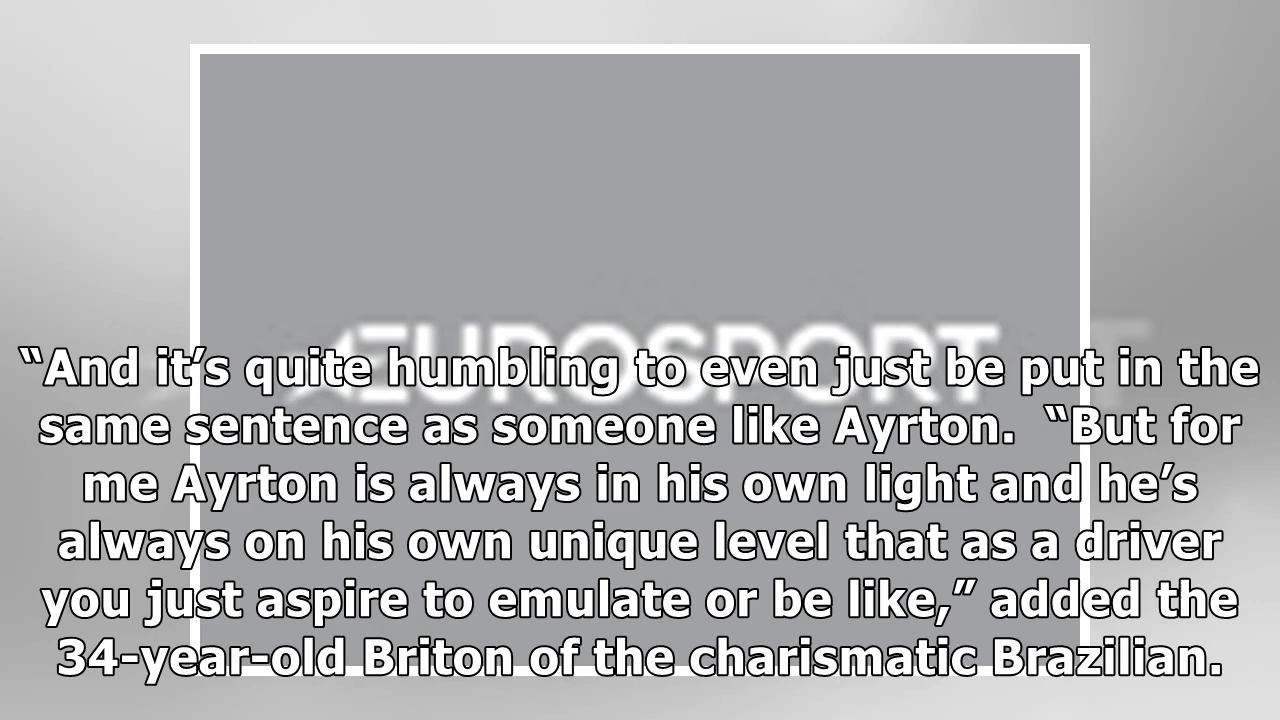 EUROSPORT
“And it’s quite humbling to even just be put in the
same sentence as someone like Ayrton.  “But for
me Ayrton is always in his own light and he’s
always on his own unique level that as a driver
you just aspire to emulate or be like,” added the
34-year-old Briton of the charismatic Brazilian.